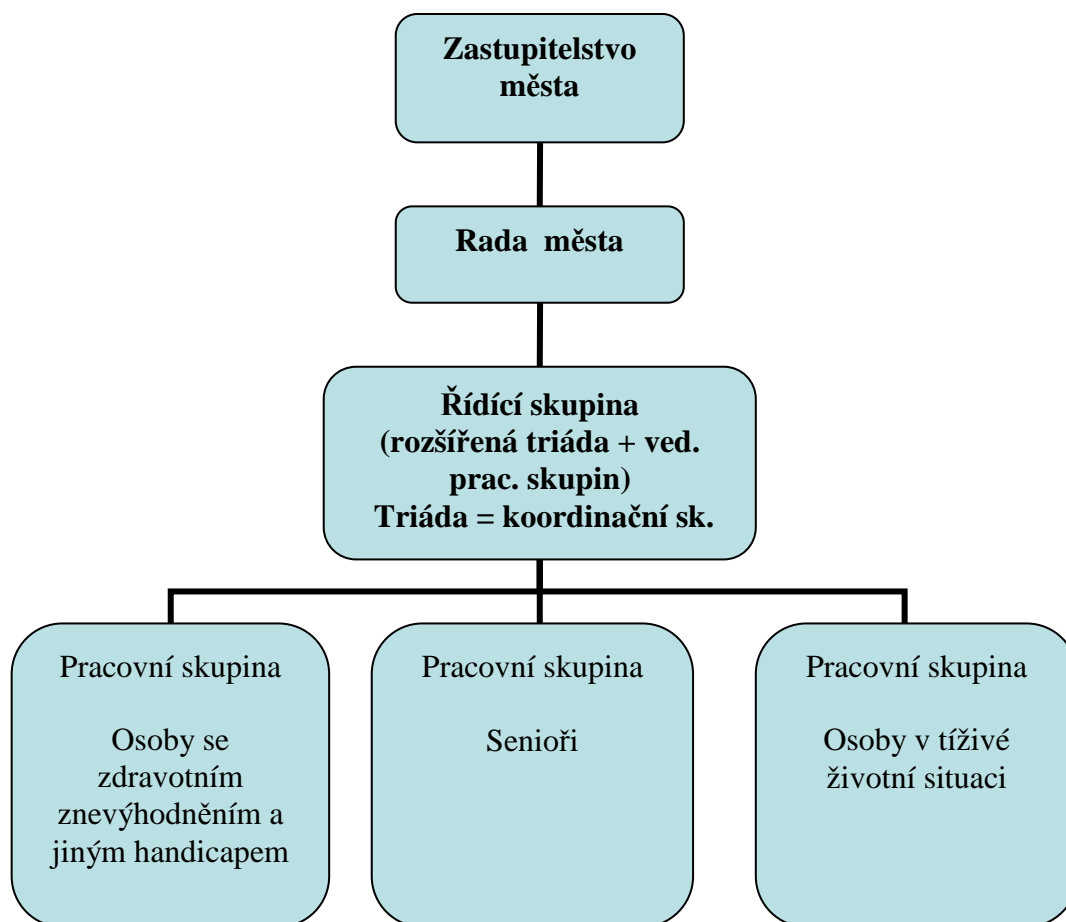 Zastupitelstvo
města
Rada města
Řídící skupina
(rozšířená triáda + ved.
prac. skupin)
Triáda = koordinační sk.
Pracovní skupina
Osoby se
zdravotním
znevýhodněním a
jiným handicapem
Pracovní skupina
Senioři
Pracovní skupina
Osoby v tíživé
životní situaci